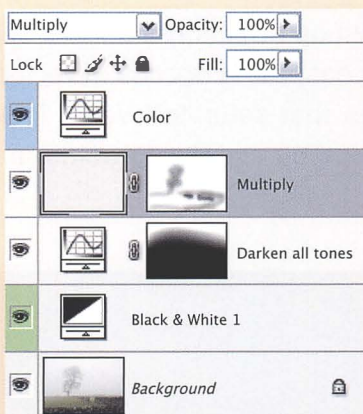 Multiply Opacity: 100%
Lock Fill: 100%
Color
Multiply
Darken all tones
Black & White 1
Background